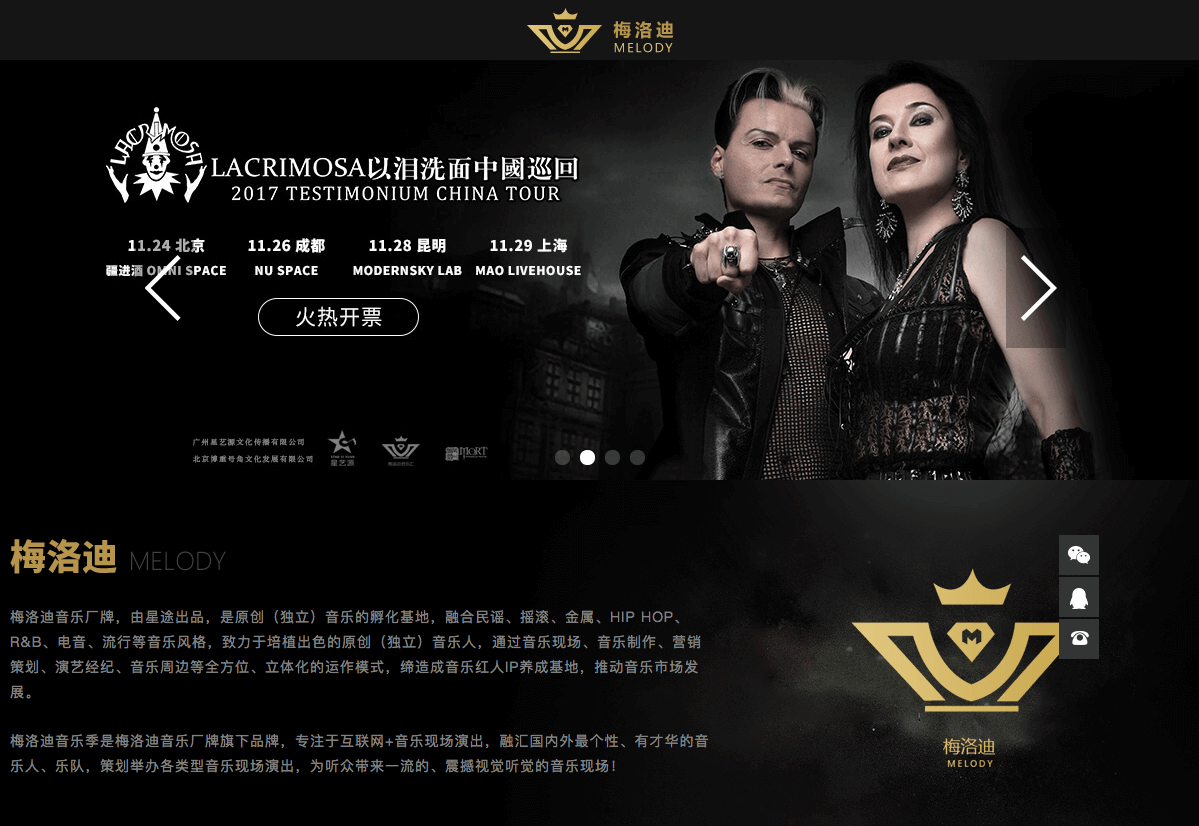 梅洛迪
MELODY
LACRIMOSA
LACRIMOSA以泪洗面中國巡回
2017 TESTIMONIUM CHINA TOUR
11.24 北京
疆进酒 OMNI SPACE
11.26 成都
NU SPACE
11.28 昆明
MODERNSKY LAB
11.29 上海
MAO LIVEHOUSE
火热开票
广州星艺源文化传播有限公司
北京博重号角文化发展有限公司
星艺源
MORT
梅洛迪 MELODY
梅洛迪音乐厂牌，由星途出品，是原创（独立）音乐的孵化基地，融合民谣、摇滚、金属、HIP HOP、
R&B、电音、流行等音乐风格，致力于培植出色的原创（独立）音乐人，通过音乐现场、音乐制作、营销
策划、演艺经纪、音乐周边等全方位、立体化的运作模式，缔造成音乐红人IP养成基地，推动音乐市场发
展。
梅洛迪音乐季是梅洛迪音乐厂牌旗下品牌，专注于互联网+音乐现场演出，融汇国内外最个性、有才华的音
乐人、乐队，策划举办各类型音乐现场演出，为听众带来一流的、震撼视觉听觉的音乐现场！
M
梅洛迪
MELODY